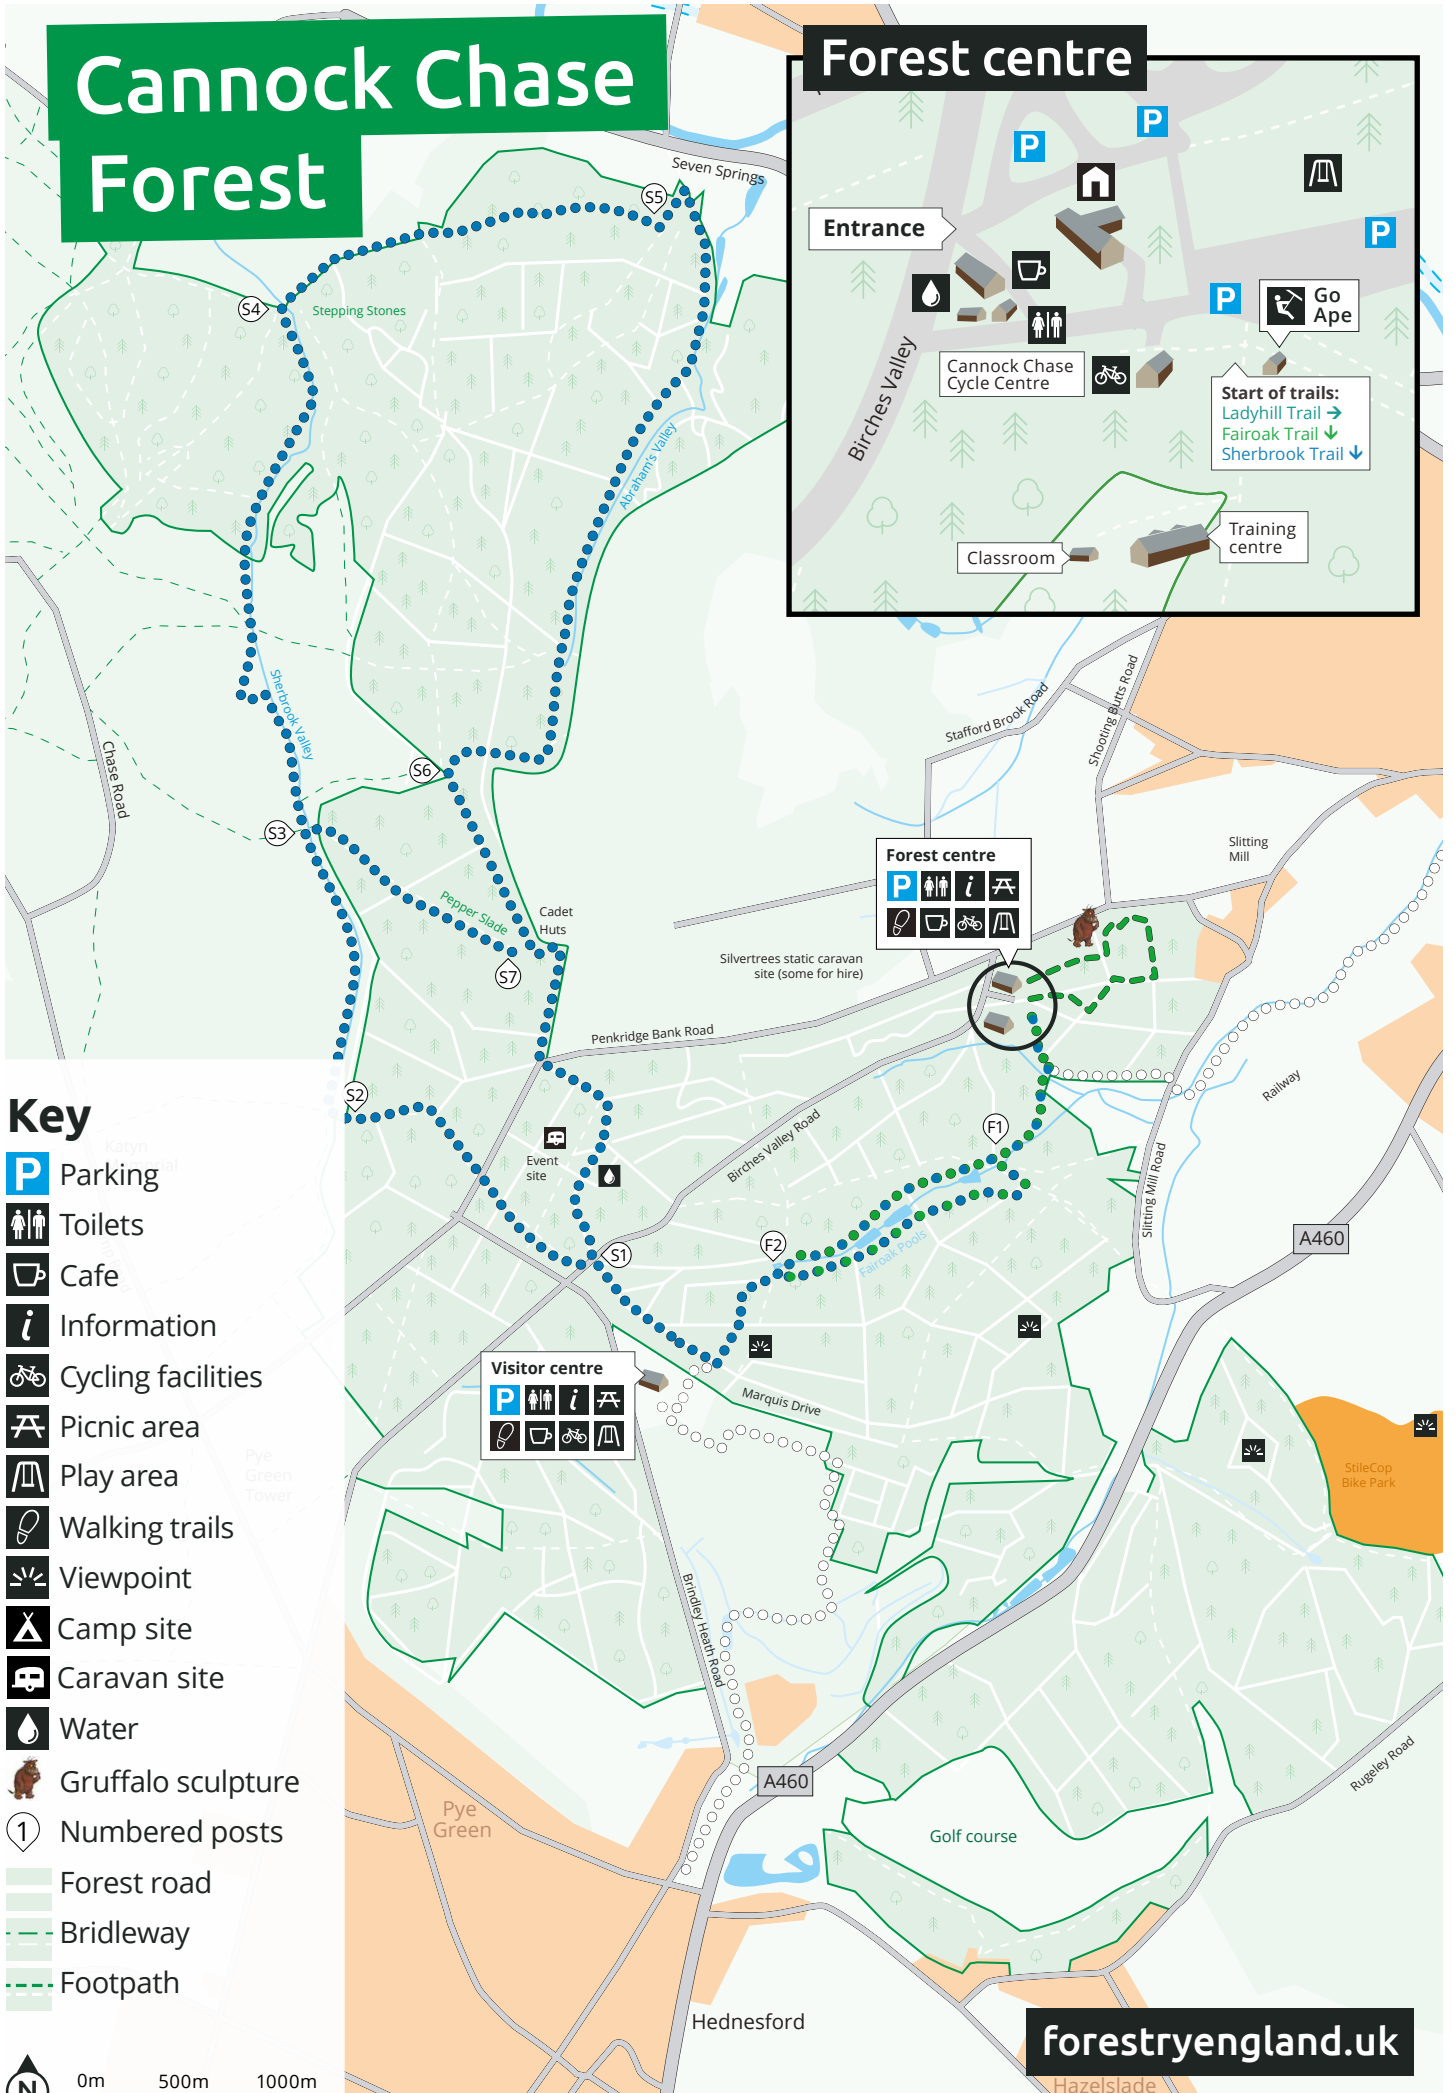 Cannock Chase
Forest
Forest centre
Entrance
Birches Valley
Cannock Chase
Cycle Centre
Go
Ape
Start of trails:
Ladyhill Trail →
Fairoak Trail ↓
Sherbrook Trail ↓
Classroom
Training
centre
P
P
P
P
Seven Springs
S5
S4
Stepping Stones
Abraham's Valley
Sherbrook Valley
Chase Road
S6
S3
Pepper Slade
Cadet
Huts
S7
Stafford Brook Road
Shooting Butts Road
Slitting
Mill
Forest centre
P
i
Silvertrees static caravan
site (some for hire)
Penkridge Bank Road
Railway
S2
Event
site
Birches Valley Road
F1
Slitting Mill Road
A460
S1
F2
Fairoak Pools
Visitor centre
P
i
Marquis Drive
StileCop
Bike Park
Brindley Heath Road
A460
Rugeley Road
Pye
Green
Golf course
Hednesford
Hazelslade
Key
Katyn
Pye
Green
Tower
P Parking
Toilets
Cafe
i Information
Cycling facilities
Picnic area
Play area
Walking trails
Viewpoint
Camp site
Caravan site
Water
Gruffalo sculpture
1 Numbered posts
Forest road
Bridleway
Footpath
N
0m 500m 1000m
forestryengland.uk